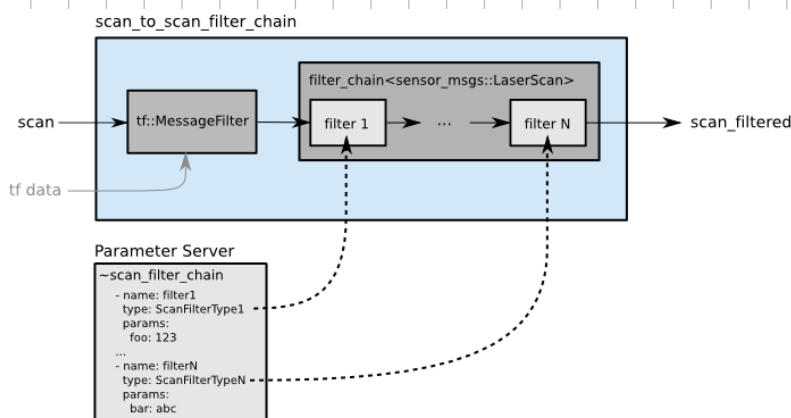 scan_to_scan_filter_chain
filter_chain<sensor_msgs::LaserScan>
scan
tf::MessageFilter
filter 1
...
filter N
scan_filtered
tf data
Parameter Server
~scan_filter_chain
- name: filter1
type: ScanFilterType1
params:
foo: 123
...
- name: filterN
type: ScanFilterTypeN
params:
bar: abc